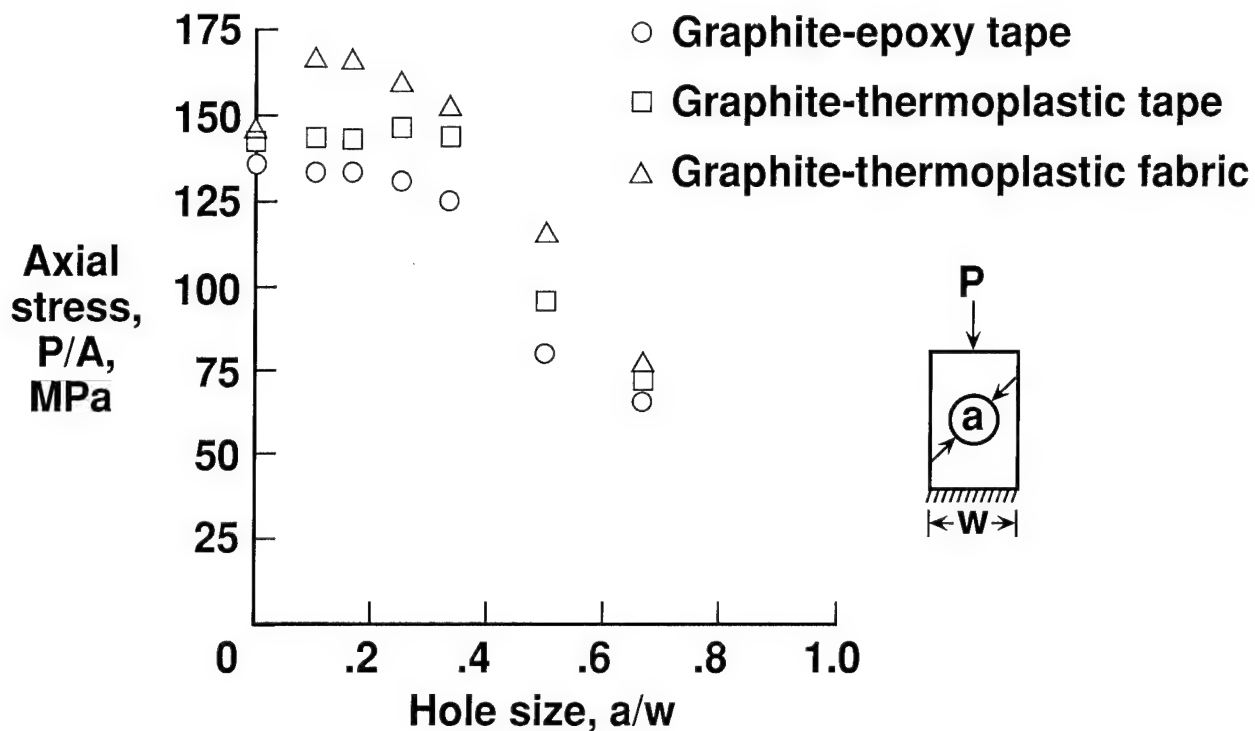 175
150
125
100
75
50
25
Axial
stress,
P/A,
MPa
0 .2 .4 .6 .8 1.0
Hole size, a/w
Graphite-epoxy tape
Graphite-thermoplastic tape
Graphite-thermoplastic fabric
P
a
w